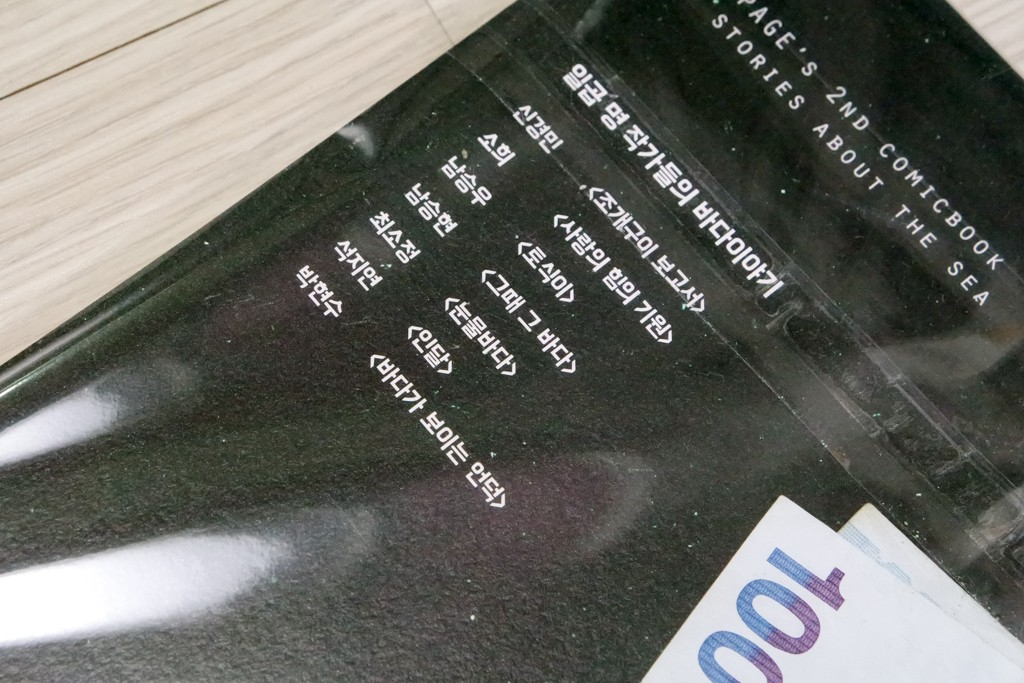 PAGE'S 2ND COMICBOOK
STORIES ABOUT THE SEA
일곱 명 작가들의 바다이야기
신경민 <조개구이 보고서>
소희 <사랑의 힘의 기원>
남승우 <토식이>
남승현 <그때 그 바다>
최소정 <눈물바다>
석지연 <인달>
박현수 <바다가 보이는 언덕>
100